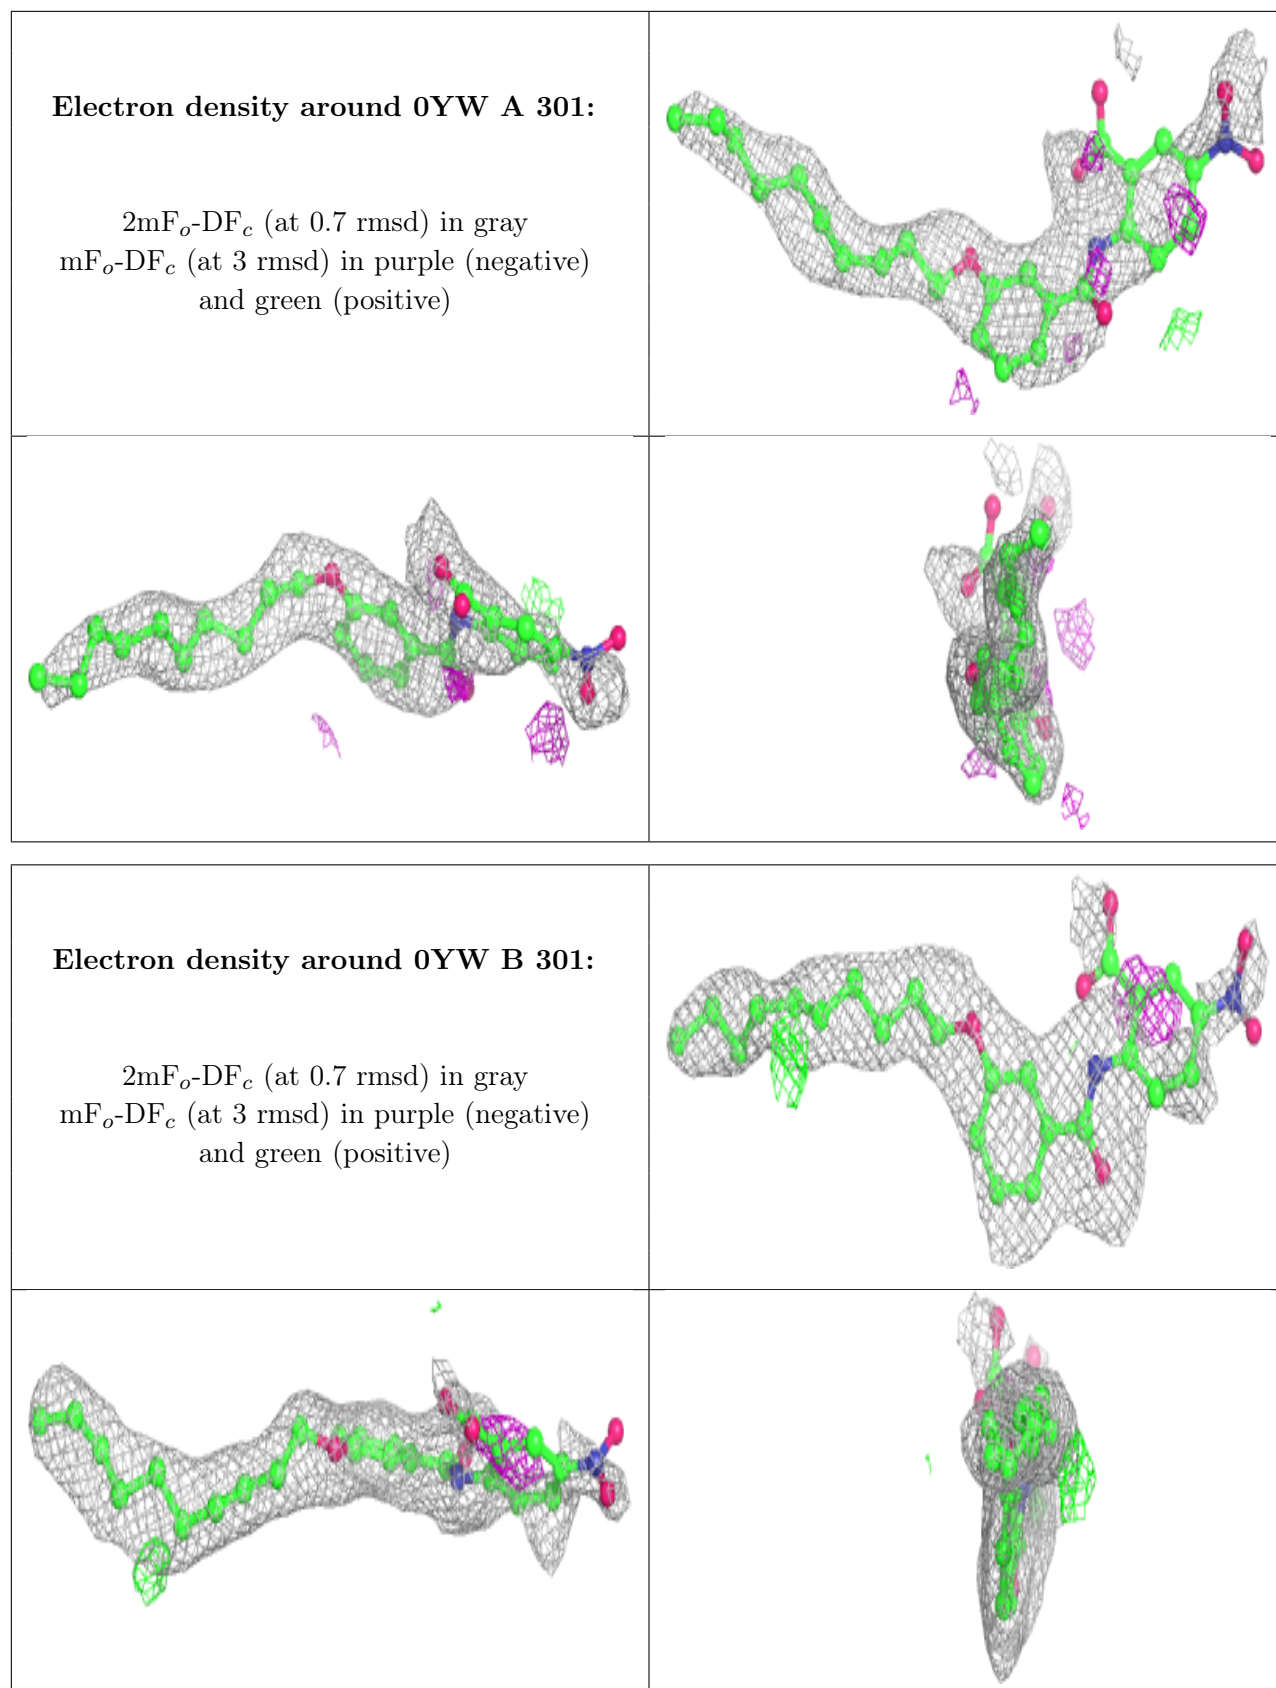 Electron density around 0YW A 301:
2mFo-DFc (at 0.7 rmsd) in gray
mFo-DFc (at 3 rmsd) in purple (negative)
and green (positive)
Electron density around 0YW B 301:
2mFo-DFc (at 0.7 rmsd) in gray
mFo-DFc (at 3 rmsd) in purple (negative)
and green (positive)